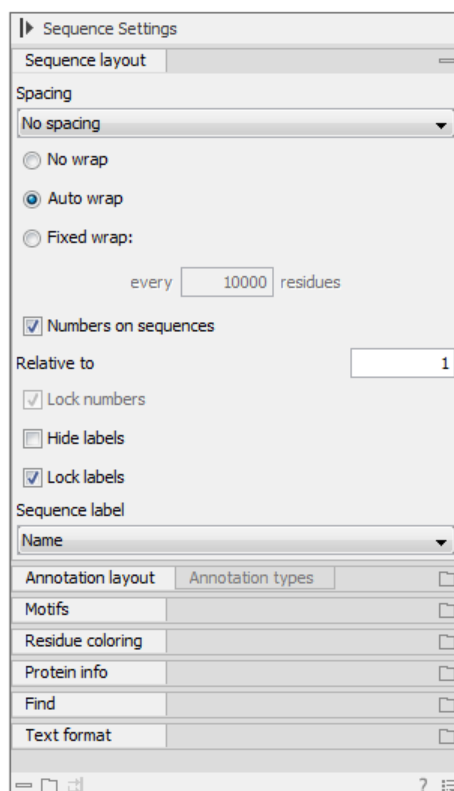 Sequence Settings
Sequence layout
Spacing
No spacing
No wrap
Auto wrap
Fixed wrap:
every 10000 residues
Numbers on sequences
Relative to 1
Lock numbers
Hide labels
Lock labels
Sequence label
Name
Annotation layout Annotation types
Motifs
Residue coloring
Protein info
Find
Text format
?